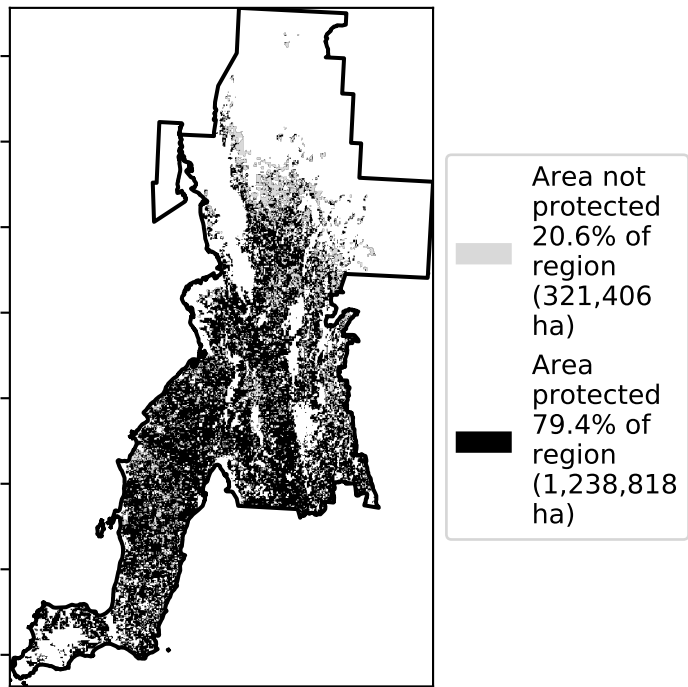 Area not
protected
20.6% of
region
(321,406
ha)
Area
protected
79.4% of
region
(1,238,818
ha)